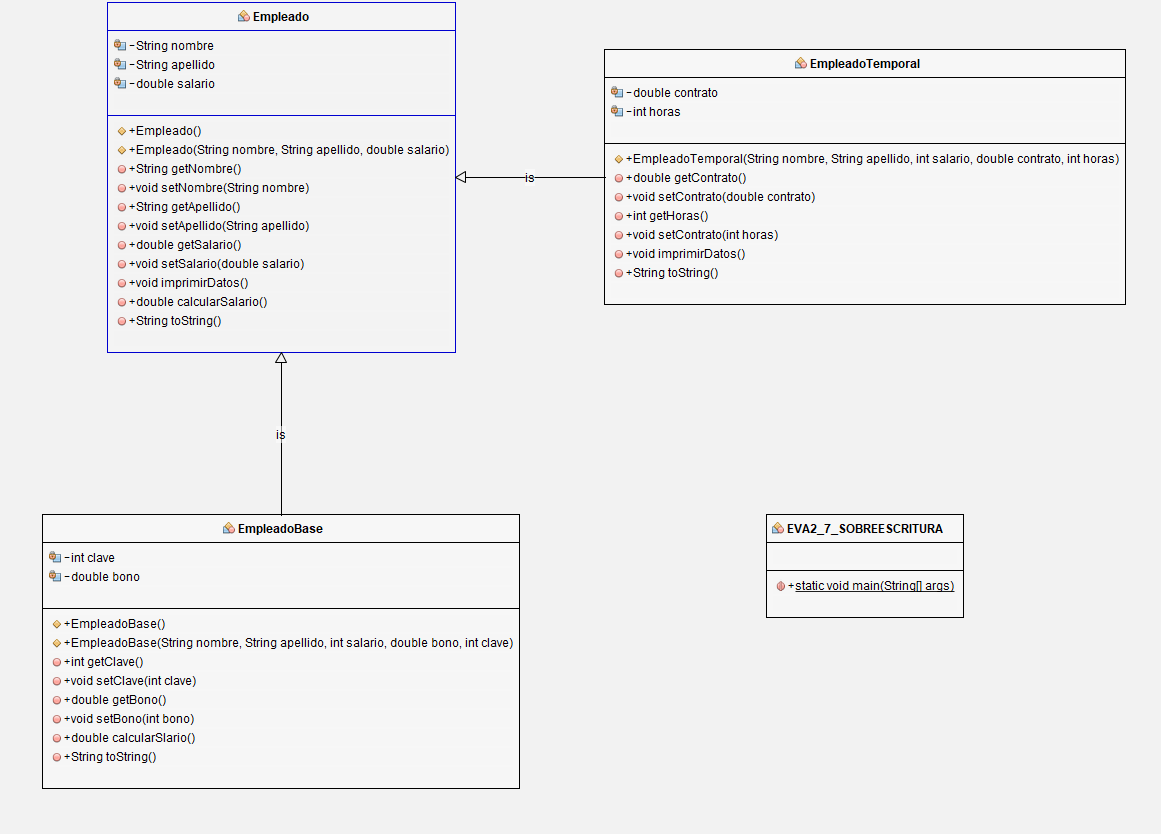 Empleado
-String nombre
-String apellido
-double salario
+Empleado()
+Empleado(String nombre, String apellido, double salario)
+String getNombre()
+void setNombre(String nombre)
+String getApellido()
+void setApellido(String apellido)
+double getSalario()
+void setSalario(double salario)
+void imprimirDatos()
+double calcularSalario()
+String toString()
is
EmpleadoTemporal
-double contrato
-int horas
+EmpleadoTemporal(String nombre, String apellido, int salario, double contrato, int horas)
+double getContrato()
+void setContrato(double contrato)
+int getHoras()
+void setContrato(int horas)
+void imprimirDatos()
+String toString()
is
EmpleadoBase
-int clave
-double bono
+EmpleadoBase()
+EmpleadoBase(String nombre, String apellido, int salario, double bono, int clave)
+int getClave()
+void setClave(int clave)
+double getBono()
+void setBono(int bono)
+double calcularSlario()
+String toString()
EVA2_7_SOBREESCRITURA
+static void main(String[] args)